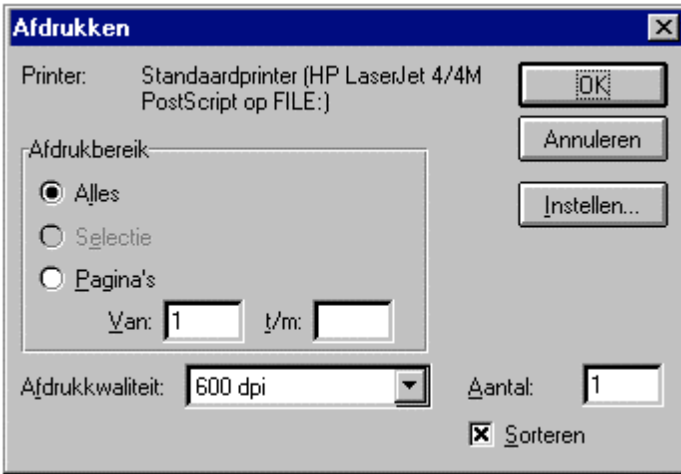 Afdrukken
Printer: Standaardprinter (HP LaserJet 4/4M
PostScript op FILE:)
OK
Annuleren
Instellen...
Afdrukbereik
Alles
Selectie
Pagina's
Van: 1 t/m:
Afdrukkwaliteit: 600 dpi
Aantal: 1
Sorteren